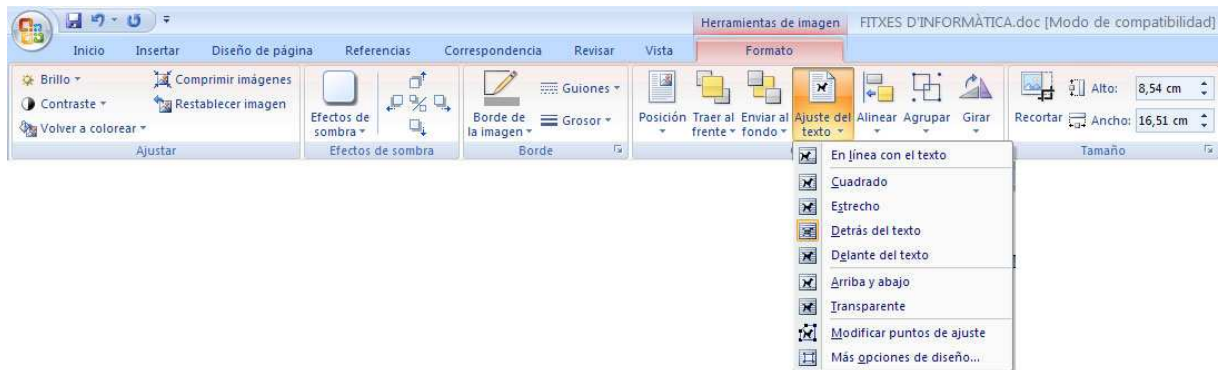 Herramientas de imagen FITXES D'INFORMÀTICA.doc [Modo de compatibilidad]
Inicio Insertar Diseño de página Referencias Correspondencia Revisar Vista Formato
Brillo
Contraste
Volver a colorear
Comprimir imágenes
Restablecer imagen
Ajustar
Efectos de
sombra
Efectos de sombra
Borde de
la imagen
Guiones
Grosor
Borde
Posición
Traer al
frente
Enviar al
fondo
Ajuste del
texto
Alinear
Agrupar
Girar
Recortar
Alto: 8,54 cm
Ancho: 16,51 cm
Tamaño
En línea con el texto
Cuadrado
Estrecho
Detrás del texto
Delante del texto
Arriba y abajo
Transparente
Modificar puntos de ajuste
Más opciones de diseño...